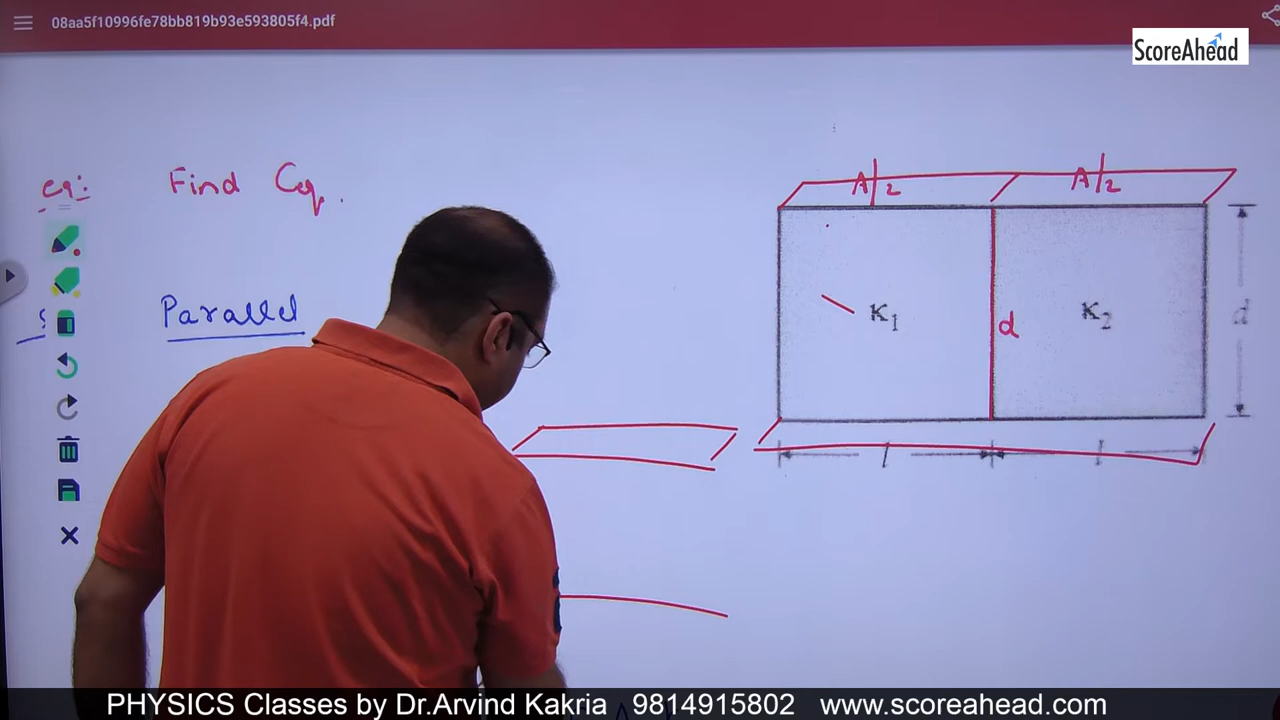 08aa5f10996fe78bb819b93e593805f4.pdf
ScoreAhead
eq: Find Ceq.
A/2 A/2
Parallel
K1 d K2 d
l l
PHYSICS Classes by Dr.Arvind Kakria 9814915802 www.scoreahead.com